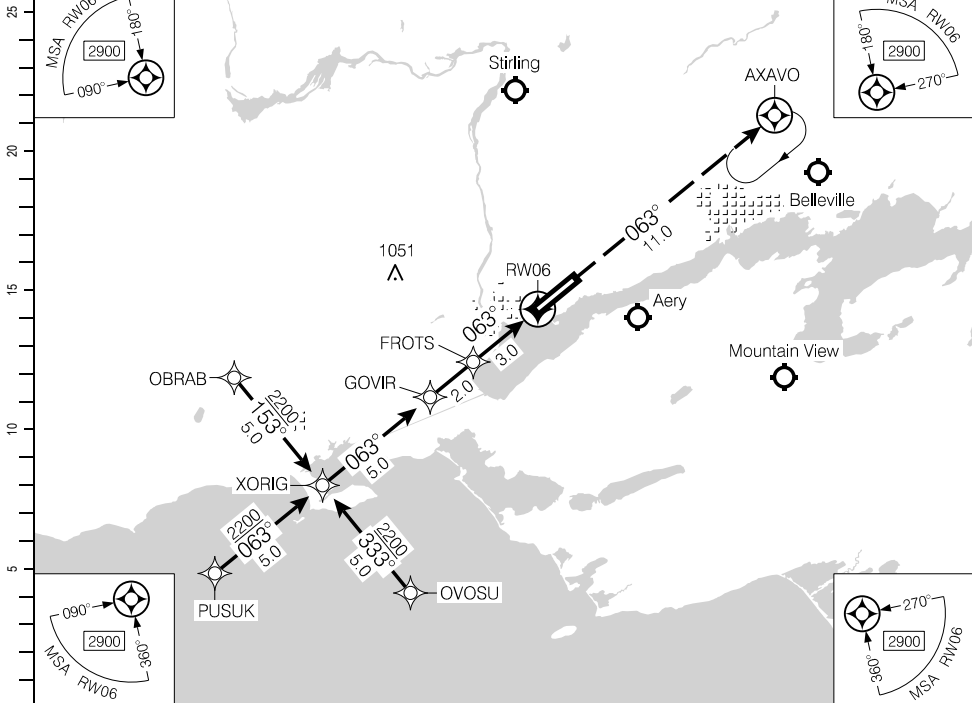 25
MSA RW06
180°
2900
090°
MSA RW06
180°
2900
270°
Stirling
AXAVO
20
Belleville
063°
11.0
1051
RW06
15
Aery
063°
3.0
FROTS
Mountain View
OBRAB
GOVIR
2.0
2200
153°
5.0
10
063°
5.0
XORIG
2200
063°
5.0
2200
333°
5.0
5
PUSUK
OVOSU
090°
2900
360°
MSA RW06
270°
2900
360°
MSA RW06